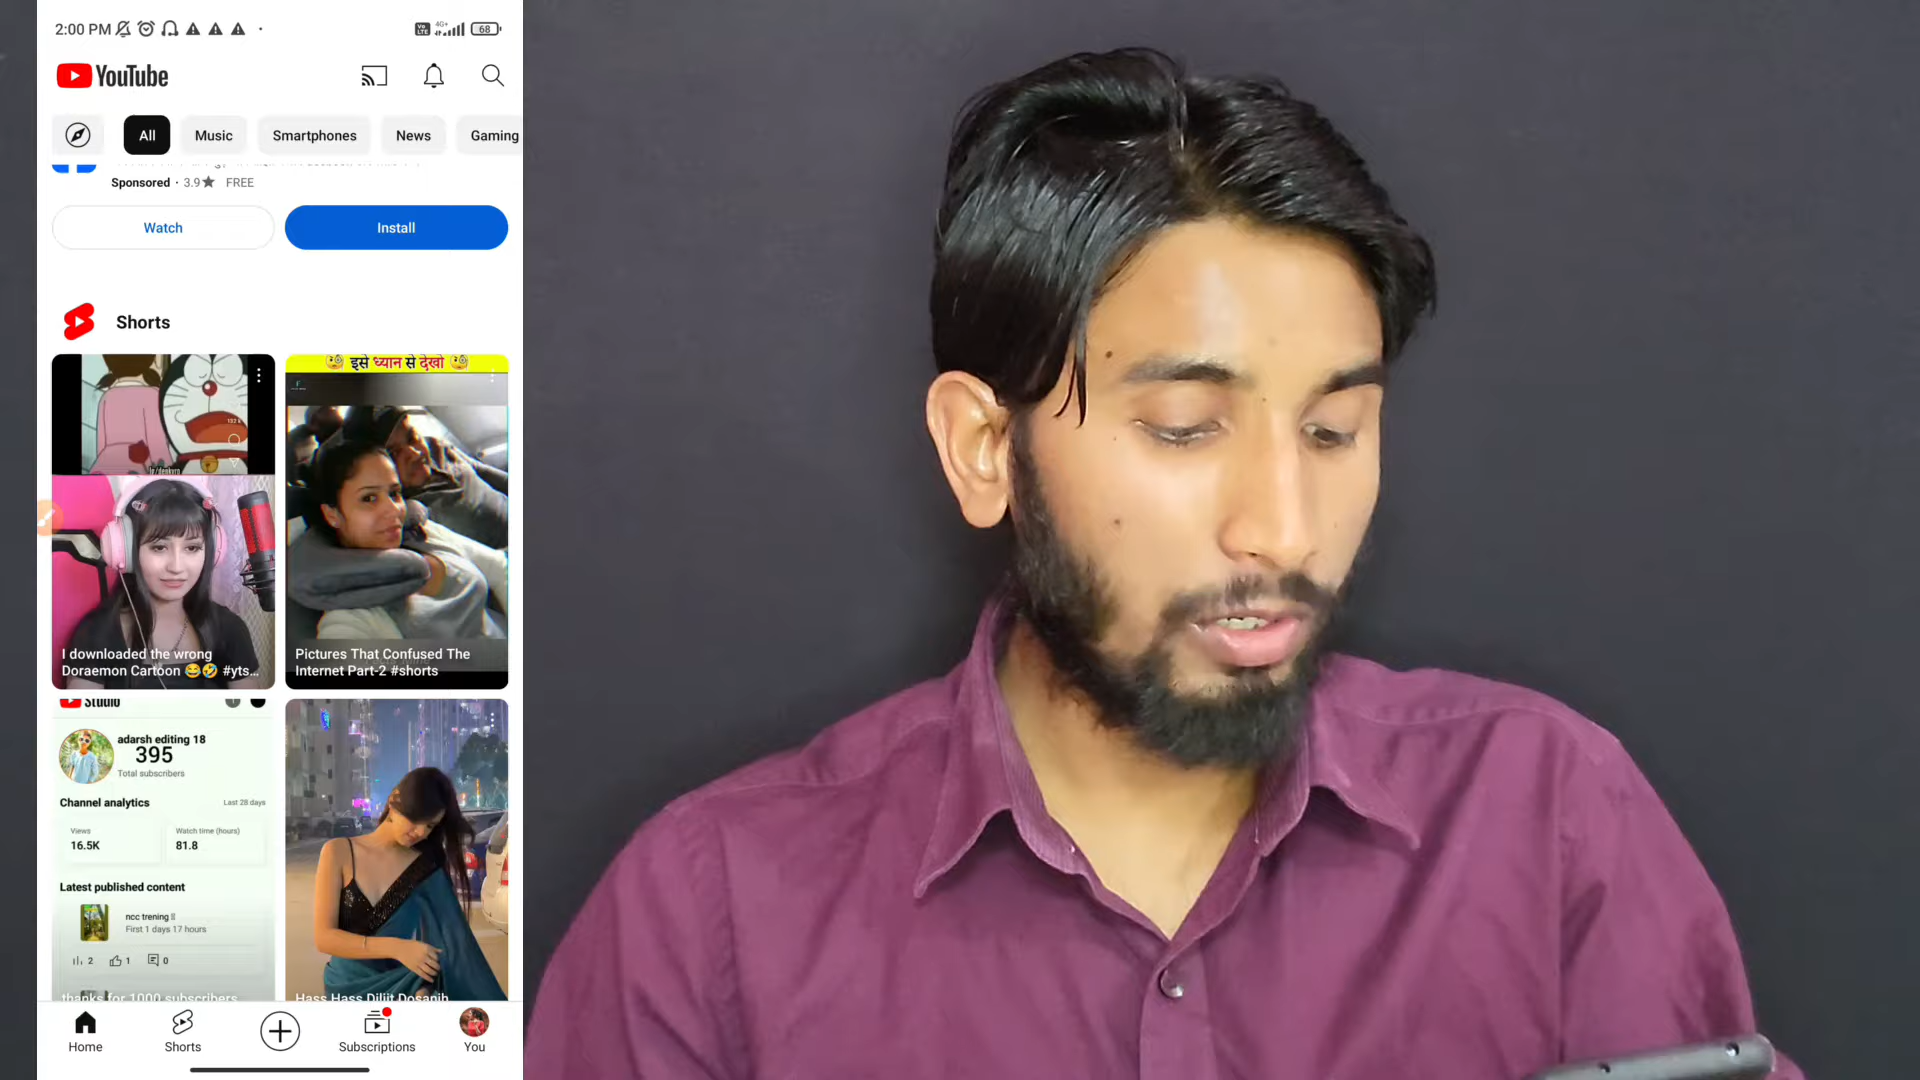 2:00 PM
Vo LTE 4G+ 68
YouTube
All Music Smartphones News Gaming
Sponsored · 3.9★ FREE
Watch Install
Shorts
इसे ध्यान से देखो
I downloaded the wrong
Doraemon Cartoon 😂🤣 #yts...
Pictures That Confused The
Internet Part-2 #shorts
Studio
adarsh editing 18
395
Total subscribers
Channel analytics Last 28 days
Views
16.5K
Watch time (hours)
81.8
Latest published content
ncc trening ||
First 1 days 17 hours
2 1 0
thanks for 1000 subscribers
Hass Hass Diljit Dosanjh
Home Shorts Subscriptions You